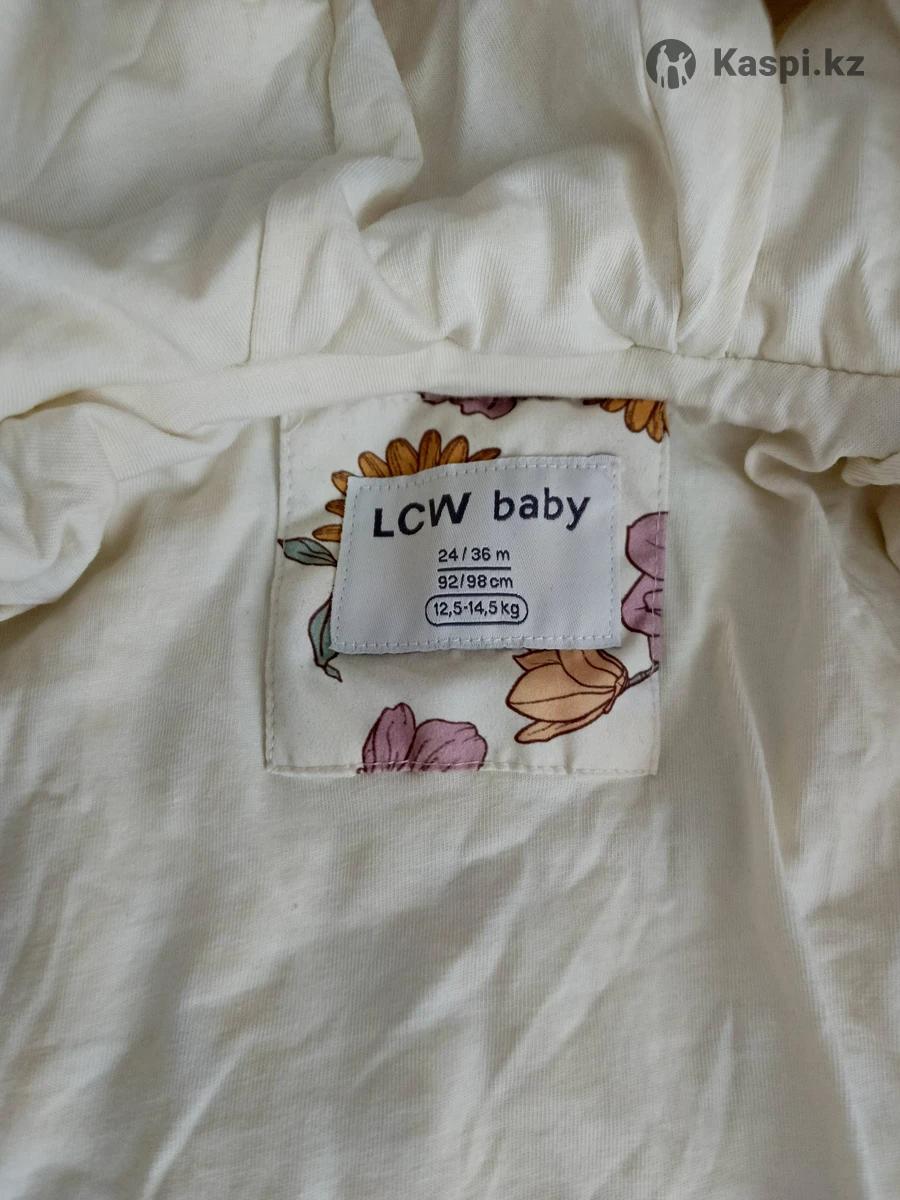 Kaspi.kz
LCW baby
24/36 m
92/98 cm
12,5-14,5 kg